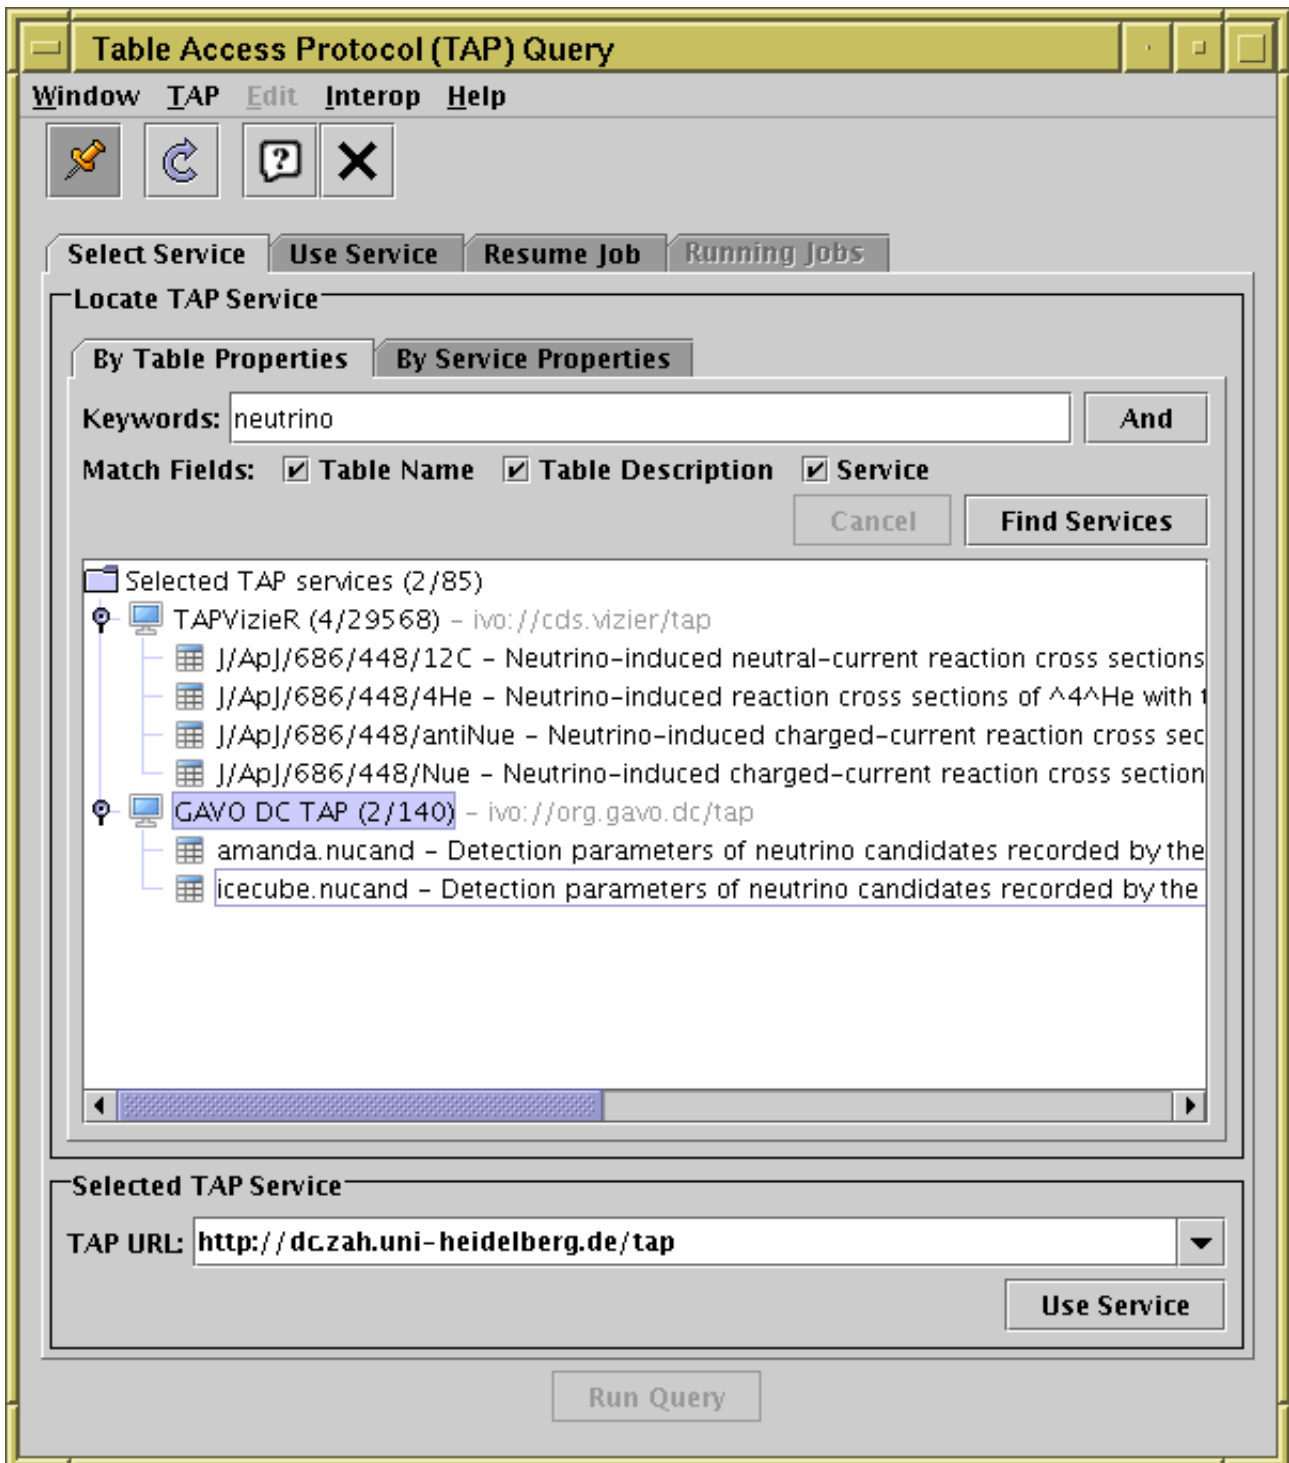 Table Access Protocol (TAP) Query
Window TAP Edit Interop Help
?
Select Service Use Service Resume Job Running Jobs
Locate TAP Service
By Table Properties By Service Properties
Keywords: neutrino And
Match Fields: Table Name Table Description Service
Cancel Find Services
Selected TAP services (2/85)
TAPVizieR (4/29568) – ivo://cds.vizier/tap
J/ApJ/686/448/12C – Neutrino-induced neutral-current reaction cross sections
J/ApJ/686/448/4He – Neutrino-induced reaction cross sections of ^4^He with t
J/ApJ/686/448/antiNue – Neutrino-induced charged-current reaction cross sec
J/ApJ/686/448/Nue – Neutrino-induced charged-current reaction cross section
GAVO DC TAP (2/140) – ivo://org.gavo.dc/tap
amanda.nucand – Detection parameters of neutrino candidates recorded by the
icecube.nucand – Detection parameters of neutrino candidates recorded by the
Selected TAP Service
TAP URL: http://dc.zah.uni-heidelberg.de/tap
Use Service
Run Query